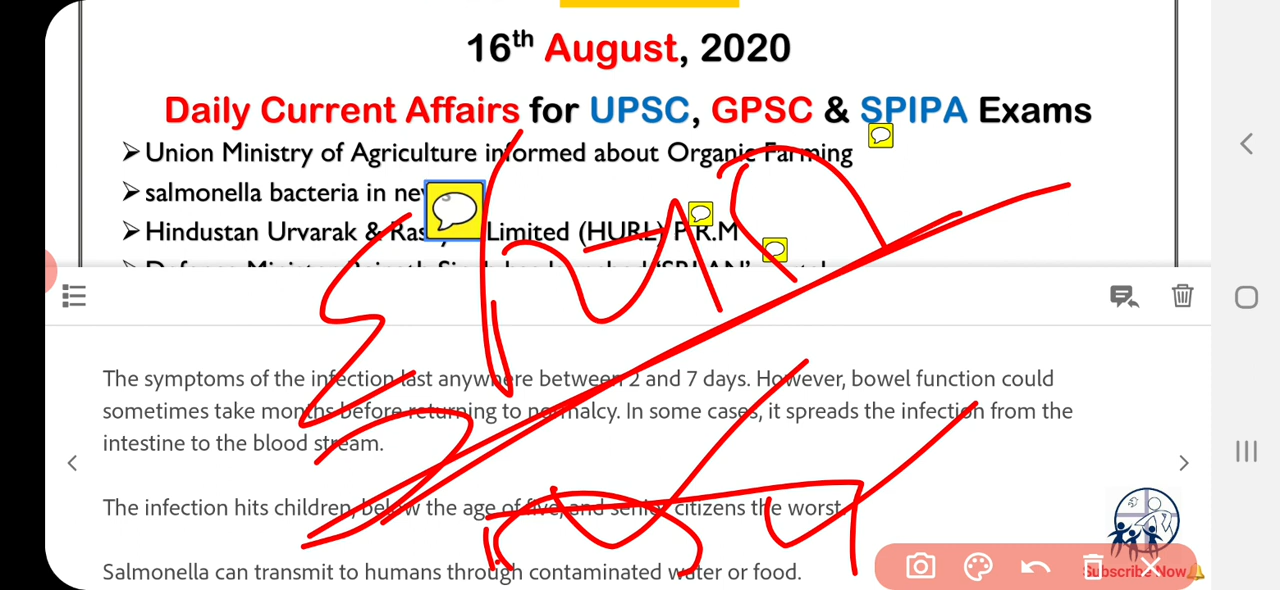 16th August, 2020
Daily Current Affairs for UPSC, GPSC & SPIPA Exams
➢ Union Ministry of Agriculture informed about Organic Farming
➢ salmonella bacteria in
➢ Hindustan Urvarak & Limited (HURL) P.R.M
The symptoms of the infection last anywhere between 2 and 7 days. However, bowel function could
sometimes take months before returning to normalcy. In some cases, it spreads the infection from the
intestine to the blood stream.
The infection hits children, below the age of five, and senior citizens the worst.
Salmonella can transmit to humans through contaminated water or food.
Subscribe Now